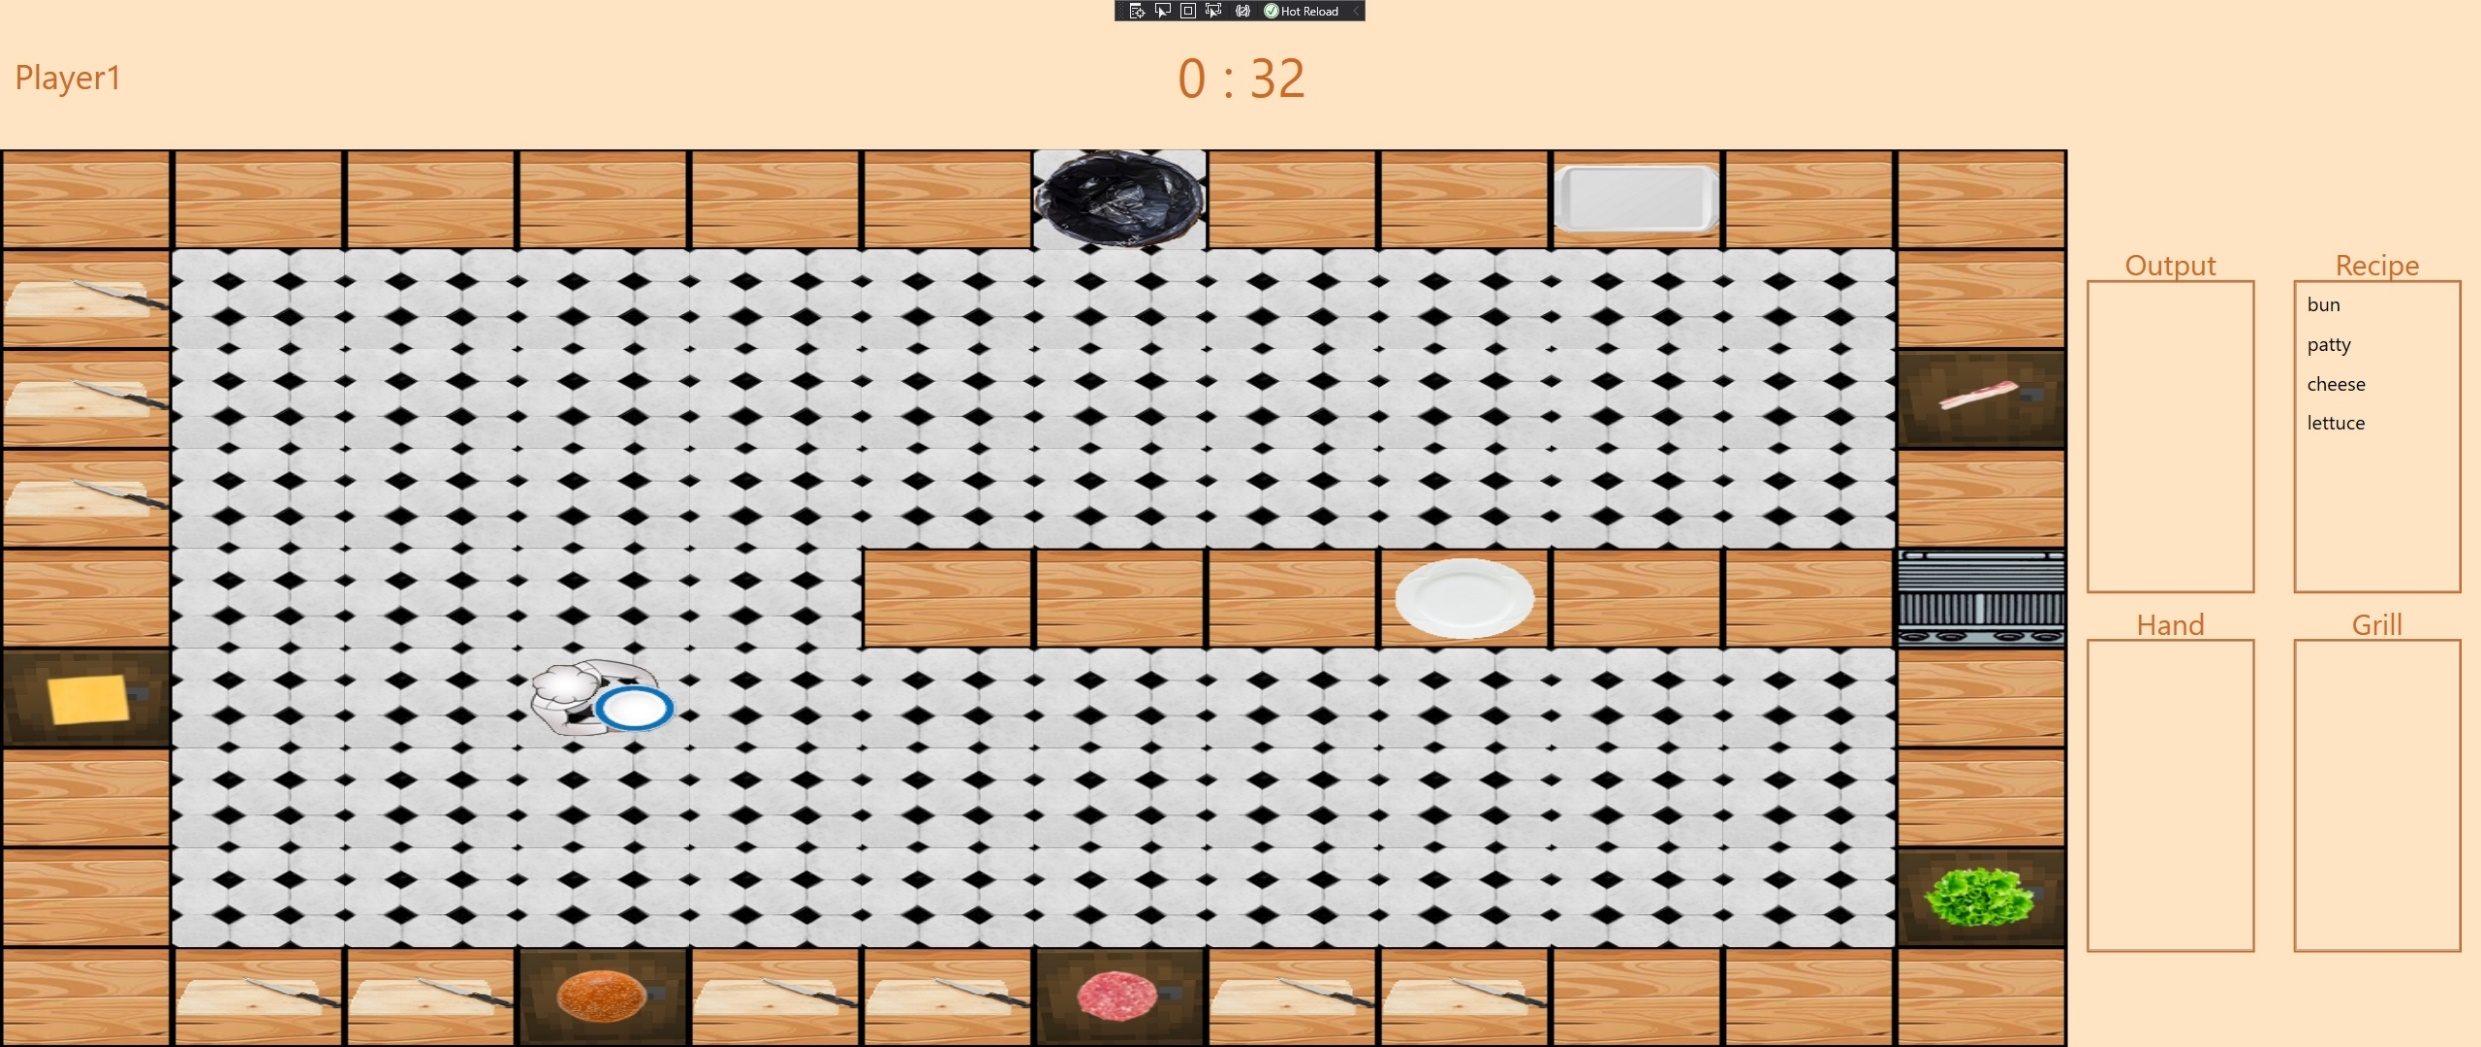 Hot Reload
Player1
0 : 32
Output
Recipe
bun
patty
cheese
lettuce
Hand
Grill